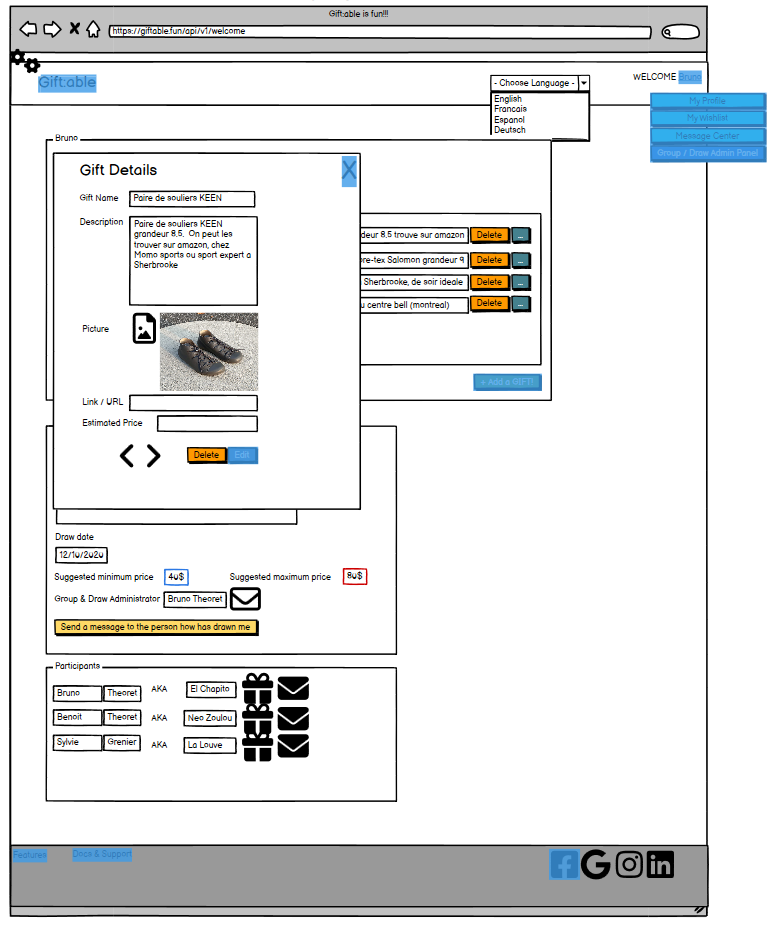 Gift:able is fun!!!
https://giftable.fun/api/v1/welcome
Gift:able
- Choose Language -
English
Francais
Espanol
Deutsch
WELCOME Bruno
My Profile
My Wishlist
Message Center
Group / Draw Admin Panel
Bruno
Gift Details
X
Gift Name
Paire de souliers KEEN
Description
Paire de souliers KEEN
grandeur 8,5. On peut les
trouver sur amazon, chez
Momo sports ou sport expert a
Sherbrooke
Picture
Link / URL
Estimated Price
Delete
Edit
deur 8,5 trouve sur amazon
Delete
...
ore-tex Salomon grandeur 9
Delete
...
Sherbrooke, de soir ideale
Delete
...
u centre bell (montreal)
Delete
...
+ Add a GIFT!
Draw date
12/10/2020
Suggested minimum price
40$
Suggested maximum price
80$
Group & Draw Administrator
Bruno Theoret
Send a message to the person how has drawn me
Participants
Bruno
Theoret
AKA
El Chapito
Benoit
Theoret
AKA
Neo Zoulou
Sylvie
Grenier
AKA
La Louve
Features
Docs & Support